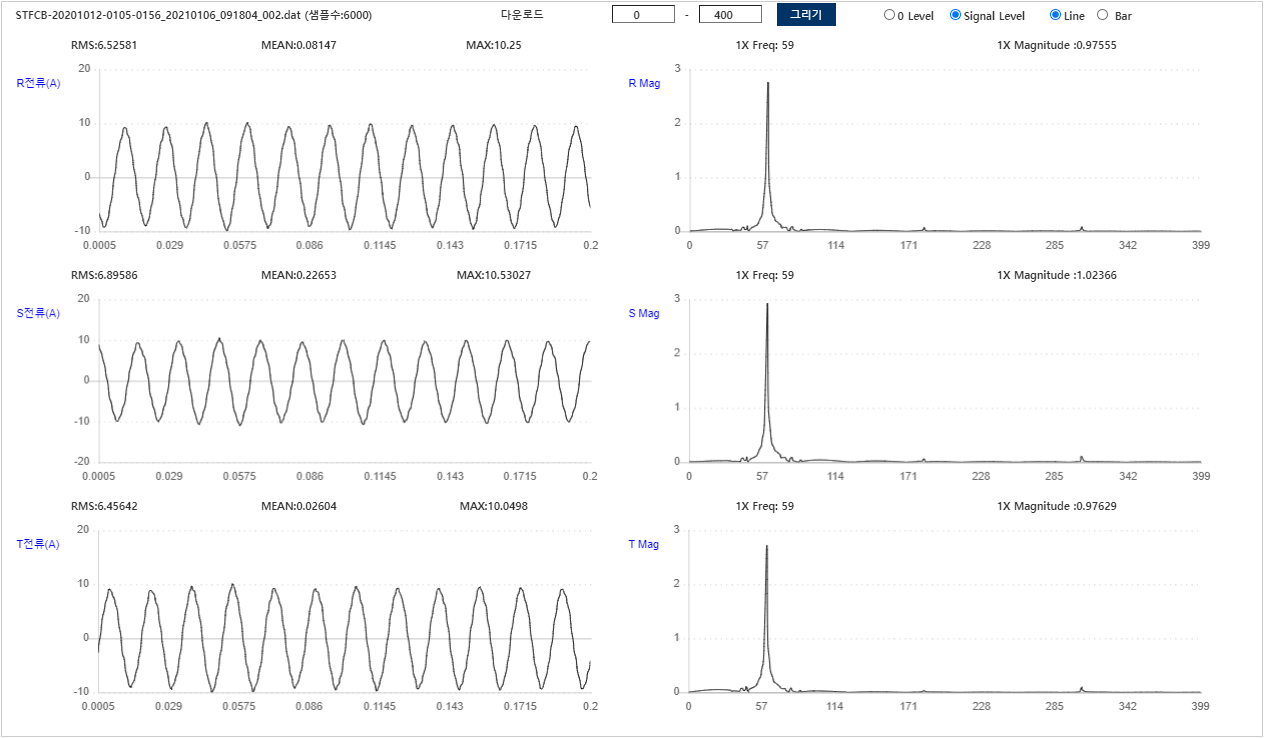 STFCB-20201012-0105-0156_20210106_091804_002.dat (샘플수:6000) 다운로드 0 - 400 그리기 0 Level Signal Level Line Bar
RMS:6.52581 MEAN:0.08147 MAX:10.25 1X Freq: 59 1X Magnitude :0.97555
R전류(A)
20
10
0
-10
0.0005 0.029 0.0575 0.086 0.1145 0.143 0.1715 0.2
R Mag
3
2
1
0
0 57 114 171 228 285 342 399
RMS:6.89586 MEAN:0.22653 MAX:10.53027 1X Freq: 59 1X Magnitude :1.02366
S전류(A)
20
10
0
-10
-20
0.0005 0.029 0.0575 0.086 0.1145 0.143 0.1715 0.2
S Mag
3
2
1
0
0 57 114 171 228 285 342 399
RMS:6.45642 MEAN:0.02604 MAX:10.0498 1X Freq: 59 1X Magnitude :0.97629
T전류(A)
20
10
0
-10
0.0005 0.029 0.0575 0.086 0.1145 0.143 0.1715 0.2
T Mag
3
2
1
0
0 57 114 171 228 285 342 399